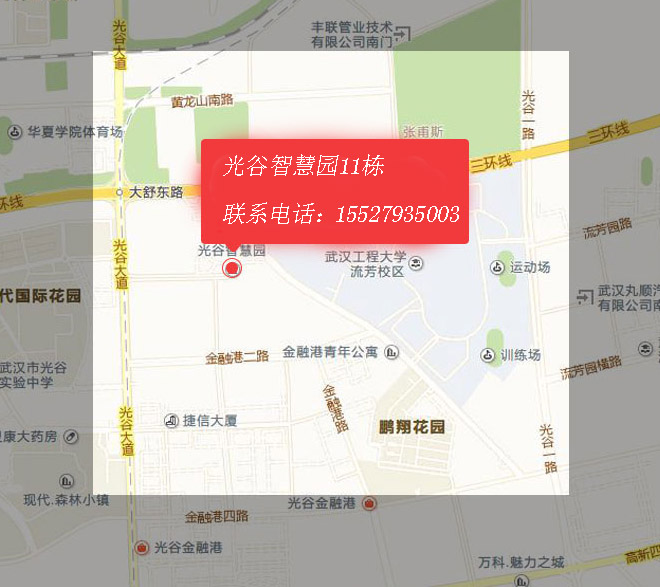 光谷大道
丰联管业技术
有限公司南门
黄龙山南路
光谷一路
华夏学院体育场
张甫斯
三环线
光谷智慧园11栋
三环线
大舒东路
环线
联系电话：15527935003
流芳园路
光谷大道
光谷智慧园
武汉工程大学
流芳校区
运动场
代国际花园
武汉丸顺汽
有限公司南
金融港二路
金融港青年公寓
训练场
武汉市光谷
实验中学
流芳园横路
金融港路
光谷大道
捷信大厦
鹏翔花园
光谷一路
康大药房
现代.森林小镇
光谷金融港
金融港四路
光谷金融港
万科.魅力之城
高新四